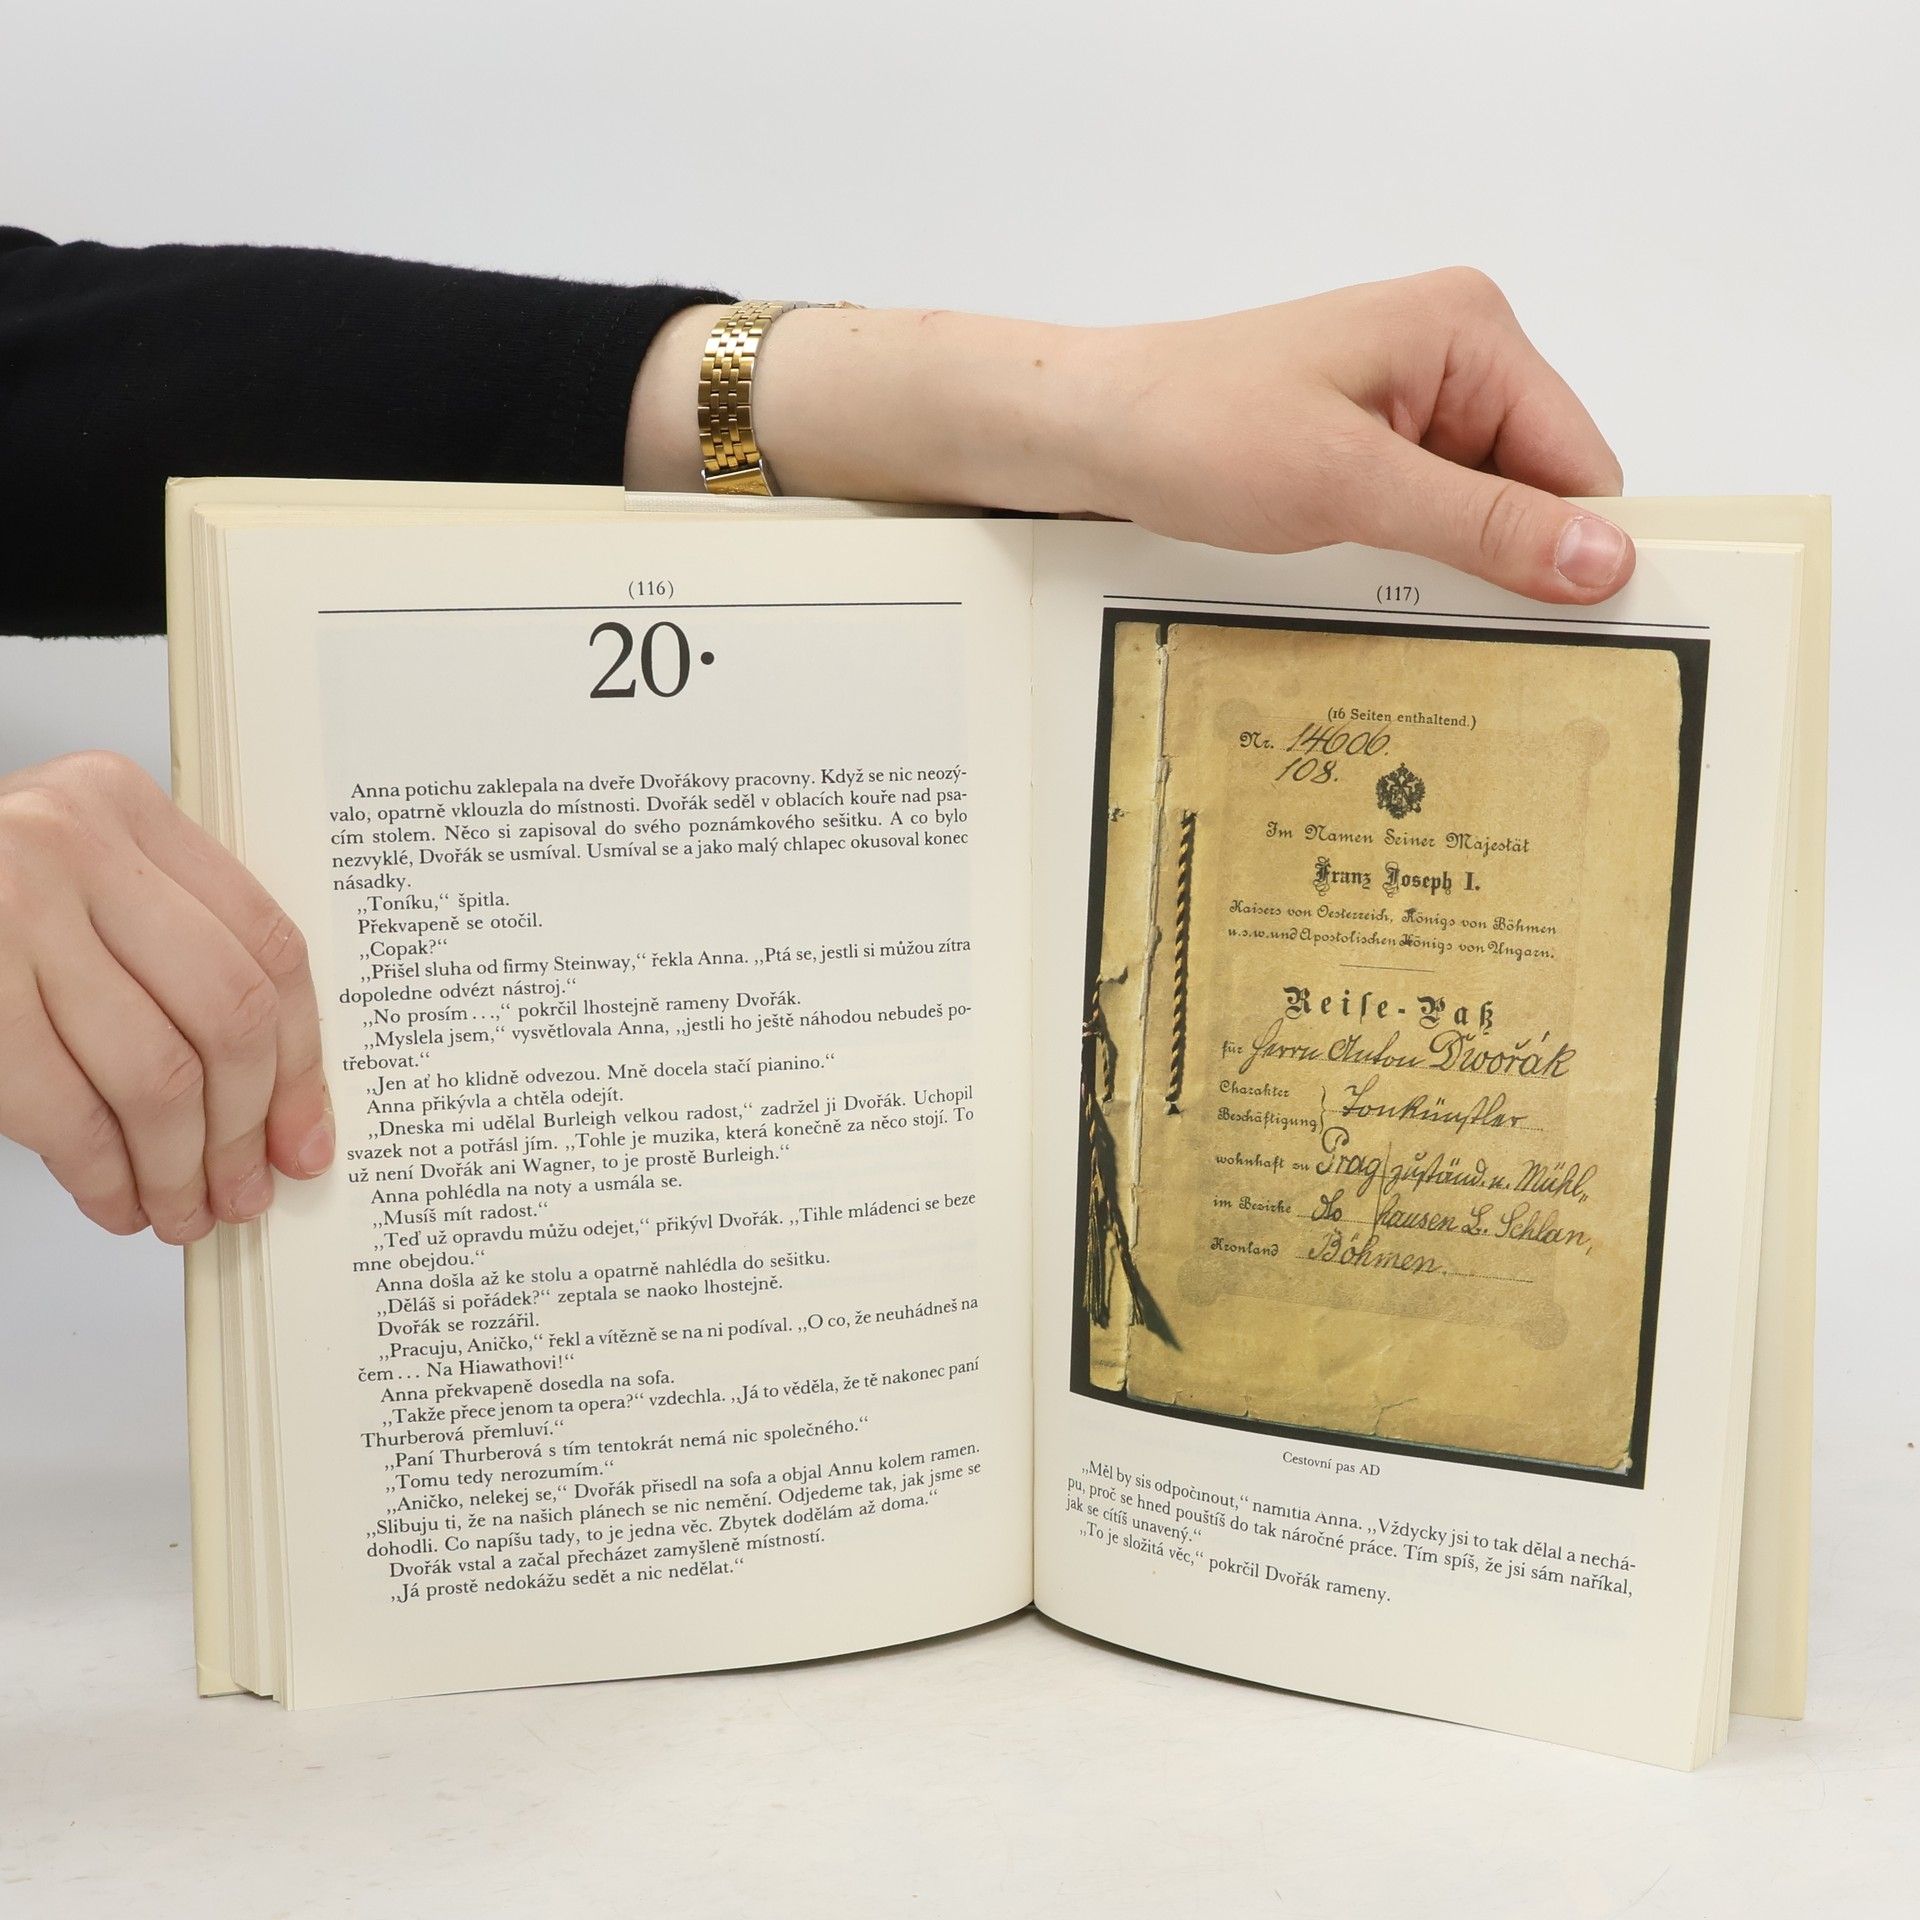 (116)
20.
Anna potichu zaklepala na dveře Dvořákovy pracovny. Když se nic neozý-
valo, opatrně vklouzla do místnosti. Dvořák seděl v oblacích kouře nad psa-
cím stolem. Něco si zapisoval do svého poznámkového sešitku. A co bylo
nezvyklé, Dvořák se usmíval. Usmíval se a jako malý chlapec okusoval konec
násadky.
„Toníku,“ špitla.
Překvapeně se otočil.
„Copak?“
„Přišel sluha od firmy Steinway,“ řekla Anna. „Ptá se, jestli si můžou zítra
dopoledne odvézt nástroj.“
„No prosím...,“ pokrčil lhostejně rameny Dvořák.
„Myslela jsem,“ vysvětlovala Anna, „jestli ho ještě náhodou nebudeš po-
třebovat.“
„Jen ať ho klidně odvezou. Mně docela stačí pianino.“
Anna přikývla a chtěla odejít.
„Dneska mi udělal Burleigh velkou radost,“ zadržel ji Dvořák. Uchopil
svazek not a potřásl jím. „Tohle je muzika, která konečně za něco stojí. To
už není Dvořák ani Wagner, to je prostě Burleigh.“
Anna pohlédla na noty a usmála se.
„Musíš mít radost.“
„Teď už opravdu můžu odejet,“ přikývl Dvořák. „Tihle mládenci se beze
mne obejdou.“
Anna došla až ke stolu a opatrně nahlédla do sešitku.
„Děláš si pořádek?“ zeptala se naoko lhostejně.
Dvořák se rozzářil.
„Pracuju, Aničko,“ řekl a vítězně se na ni podíval. „O co, že neuhádneš na
čem... Na Hiawathovi!“
Anna překvapeně dosedla na sofa.
„Takže přece jenom ta opera?“ vzdechla. „Já to věděla, že tě nakonec paní
Thurberová přemluví.“
„Paní Thurberová s tím tentokrát nemá nic společného.“
„Tomu tedy nerozumím.“
„Aničko, nelekej se,“ Dvořák přisedl na sofa a objal Annu kolem ramen.
„Slibuju ti, že na našich plánech se nic nemění. Odjedeme tak, jak jsme se
dohodli. Co napíšu tady, to je jedna věc. Zbytek dodělám až doma.“
Dvořák vstal a začal přecházet zamyšleně místností.
„Já prostě nedokážu sedět a nic nedělat.“
(117)
(16 Seiten enthaltend.)
Nr. 14606.
108.
Im Namen Seiner Majestät
Franz Joseph I.
Kaisers von Oesterreich, Königs von Böhmen
u.s.w. und Apostolischen Königs von Ungarn.
Reise-Paß
für Herrn Anton Dwořák
Charakter
Beschäftigung } Tonkünstler
wohnhaft zu Prag zuständ. n. Mühl„
im Bezirke do hausen b. Schlan,
Kronland Böhmen.
Cestovní pas AD
„Měl by sis odpočinout,“ namítla Anna. „Vždycky jsi to tak dělal a nechá-
pu, proč se hned pouštíš do tak náročné práce. Tím spíš, že jsi sám naříkal,
jak se cítíš unavený.“
„To je složitá věc,“ pokrčil Dvořák rameny.